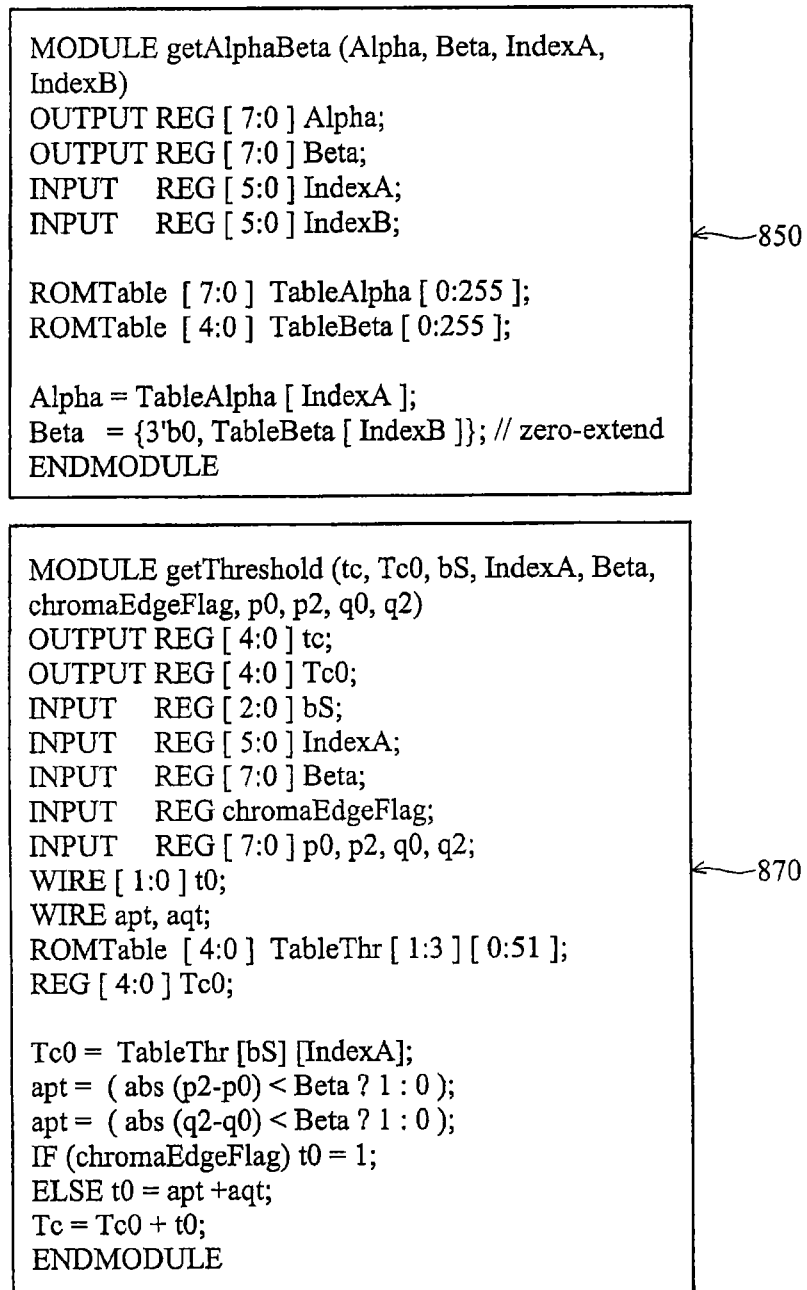 MODULE getAlphaBeta (Alpha, Beta, IndexA,
IndexB)
OUTPUT REG [ 7:0 ] Alpha;
OUTPUT REG [ 7:0 ] Beta;
INPUT REG [ 5:0 ] IndexA;
INPUT REG [ 5:0 ] IndexB;
850
ROMTable [ 7:0 ] TableAlpha [ 0:255 ];
ROMTable [ 4:0 ] TableBeta [ 0:255 ];
Alpha = TableAlpha [ IndexA ];
Beta = {3'b0, TableBeta [ IndexB ]}; // zero-extend
ENDMODULE
MODULE getThreshold (tc, Tc0, bS, IndexA, Beta,
chromaEdgeFlag, p0, p2, q0, q2)
OUTPUT REG [ 4:0 ] tc;
OUTPUT REG [ 4:0 ] Tc0;
INPUT REG [ 2:0 ] bS;
INPUT REG [ 5:0 ] IndexA;
INPUT REG [ 7:0 ] Beta;
INPUT REG chromaEdgeFlag;
INPUT REG [ 7:0 ] p0, p2, q0, q2;
870
WIRE [ 1:0 ] t0;
WIRE apt, aqt;
ROMTable [ 4:0 ] TableThr [ 1:3 ] [ 0:51 ];
REG [ 4:0 ] Tc0;
Tc0 = TableThr [bS] [IndexA];
apt = ( abs (p2-p0) < Beta ? 1 : 0 );
apt = ( abs (q2-q0) < Beta ? 1 : 0 );
IF (chromaEdgeFlag) t0 = 1;
ELSE t0 = apt +aqt;
Tc = Tc0 + t0;
ENDMODULE